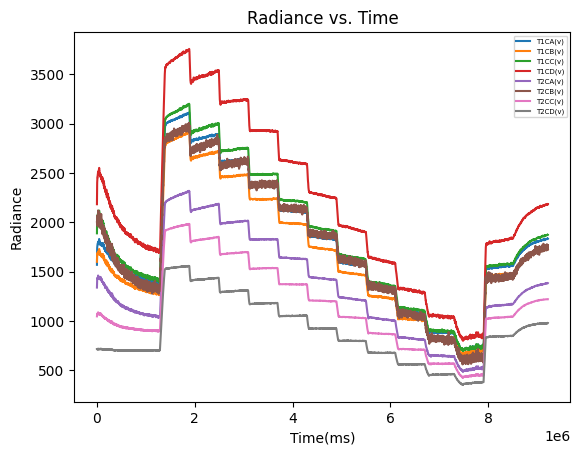 Radiance vs. Time
T1CA(v)
T1CB(v)
T1CC(v)
T1CD(v)
T2CA(v)
T2CB(v)
T2CC(v)
T2CD(v)
3500
3000
2500
2000
1500
1000
500
Radiance
0
2
4
6
8
1e6
Time(ms)